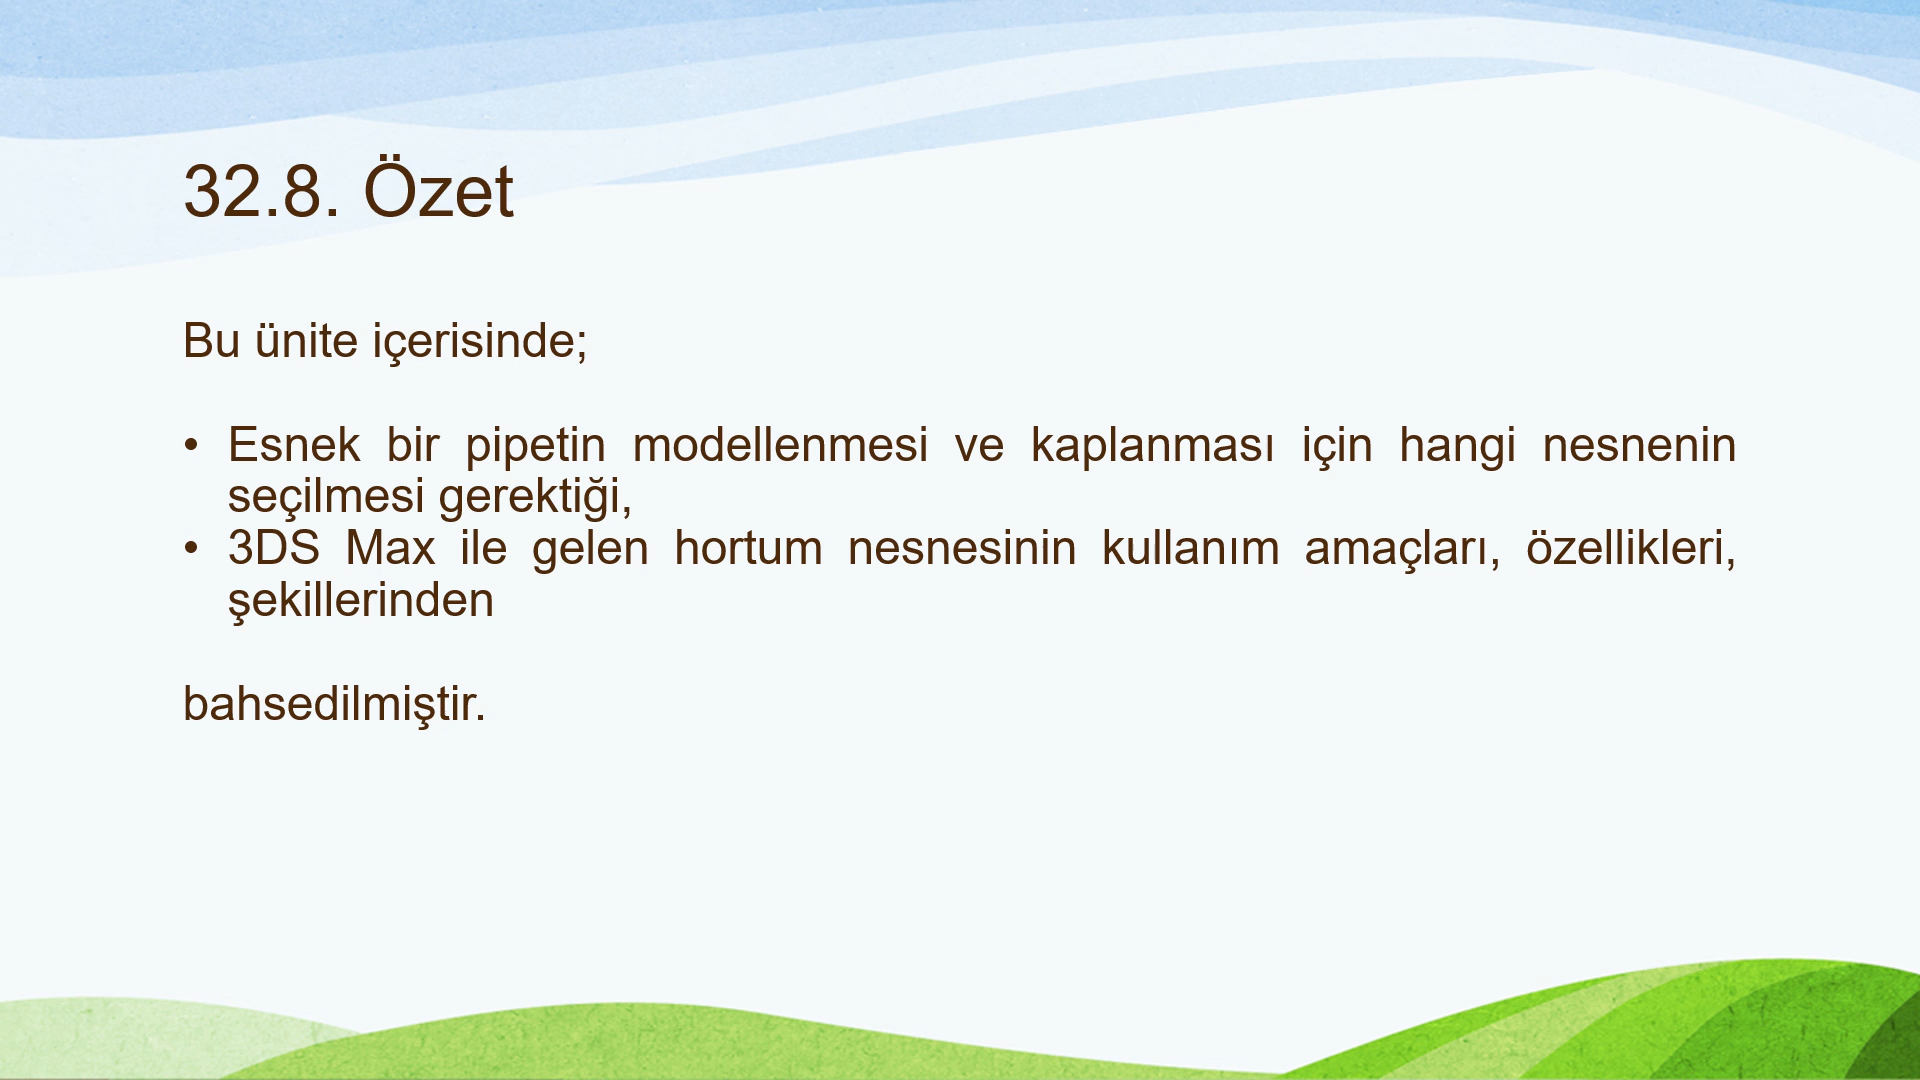 32.8. Özet
Bu ünite içerisinde;
• Esnek bir pipetin modellenmesi ve kaplanması için hangi nesnenin
seçilmesi gerektiği,
• 3DS Max ile gelen hortum nesnesinin kullanım amaçları, özellikleri,
şekillerinden
bahsedilmiştir.